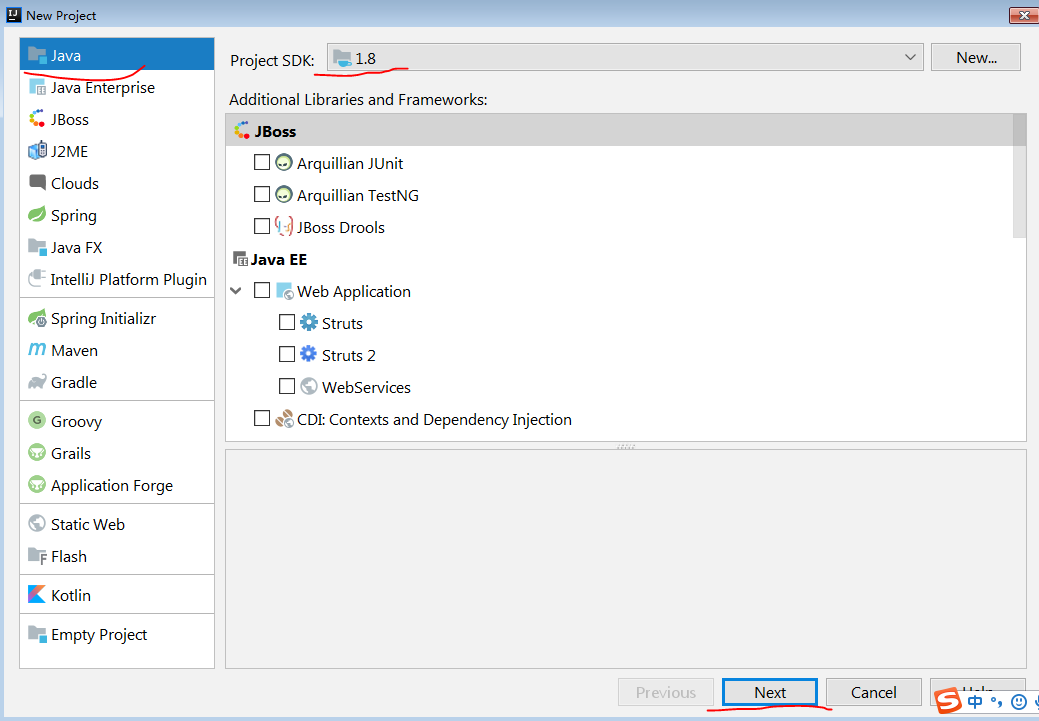 New Project
Java
Java Enterprise
JBoss
J2ME
Clouds
Spring
Java FX
IntelliJ Platform Plugin
Spring Initializr
Maven
Gradle
Groovy
Grails
Application Forge
Static Web
Flash
Kotlin
Empty Project
Project SDK: 1.8 New...
Additional Libraries and Frameworks:
JBoss
Arquillian JUnit
Arquillian TestNG
JBoss Drools
Java EE
Web Application
Struts
Struts 2
WebServices
CDI: Contexts and Dependency Injection
Previous Next Cancel
中